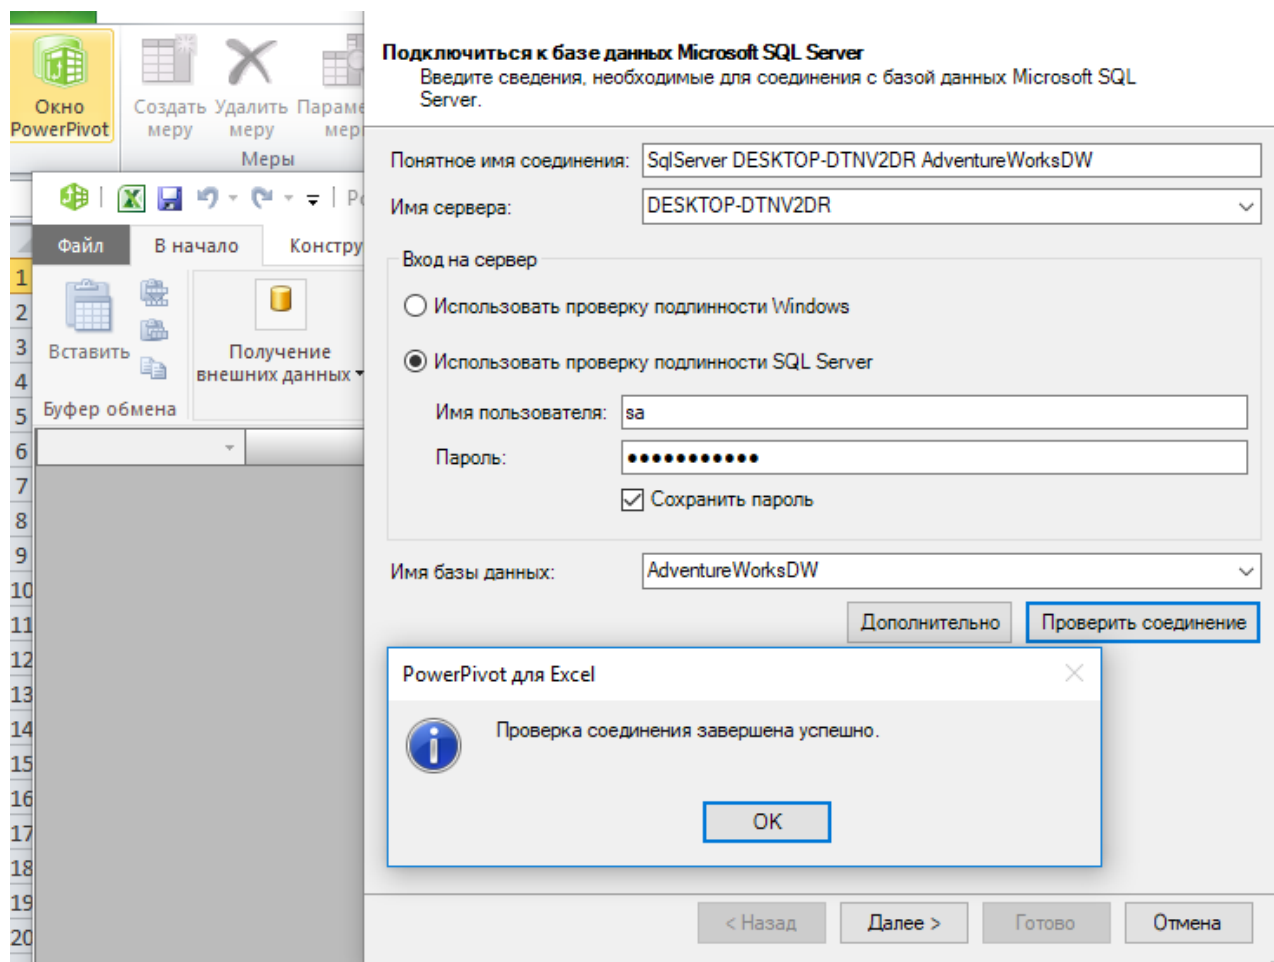 Окно
PowerPivot
Создать
меру
Удалить
меру
Меры
Файл
В начало
Вставить
Получение
внешних данных
Буфер обмена
1
2
3
4
5
6
7
8
9
10
11
12
13
14
15
16
17
18
19
20
Подключиться к базе данных Microsoft SQL Server
Введите сведения, необходимые для соединения с базой данных Microsoft SQL
Server.
Понятное имя соединения: SqlServer DESKTOP-DTNV2DR AdventureWorksDW
Имя сервера: DESKTOP-DTNV2DR
Вход на сервер
Использовать проверку подлинности Windows
Использовать проверку подлинности SQL Server
Имя пользователя: sa
Пароль: ●●●●●●●●●●●
Сохранить пароль
Имя базы данных: AdventureWorksDW
Дополнительно Проверить соединение
PowerPivot для Excel
Проверка соединения завершена успешно.
OK
< Назад Далее > Готово Отмена